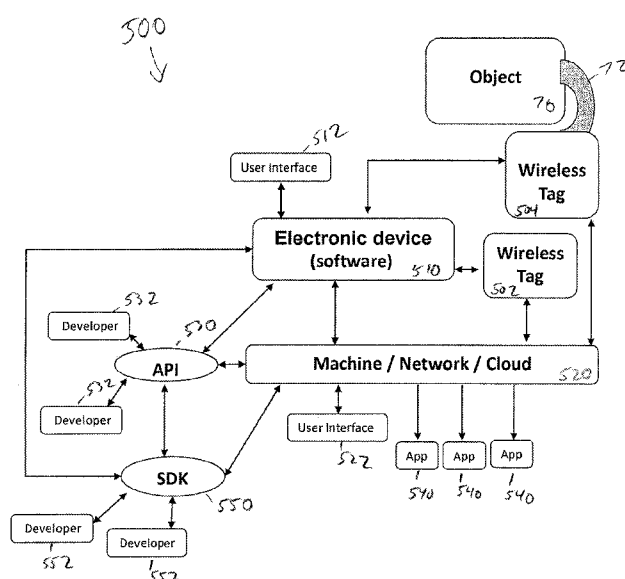 500
Object
76
72
512
User Interface
Wireless
Tag
504
Electronic device
(software)
510
Wireless
Tag
502
532
Developer
530
API
Machine / Network / Cloud
520
532
Developer
User Interface
522
App
App
App
540
540
540
SDK
550
Developer
552
Developer
552